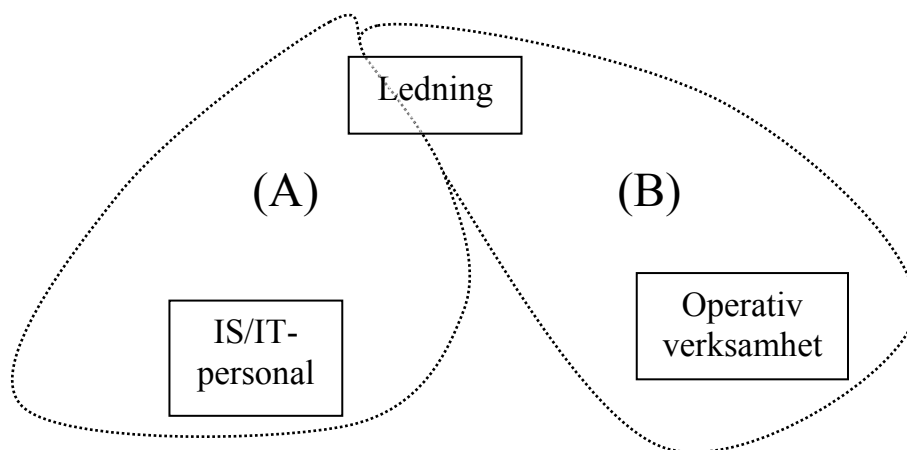 Ledning
(A)
(B)
IS/IT-
personal
Operativ
verksamhet